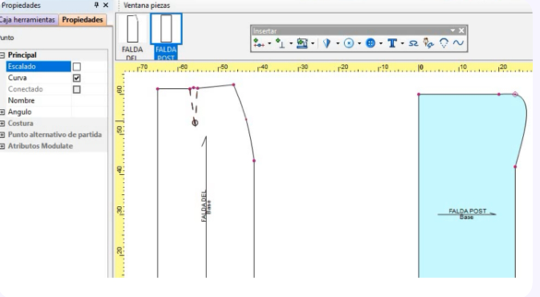 Propiedades
Ventana piezas
Caja herramientas Propiedades
FALDA DEL
FALDA POST
Insertar
Punto
Principal
Escalado
Curva
Conectado
Nombre
Angulo
Costura
Punto alternativo de partida
Atributos Modulate
-70 -60 -50 -40 -30 -20 -10 0 10 20
60
50
40
30
20
FALDA DEL
Base
FALDA POST
Base